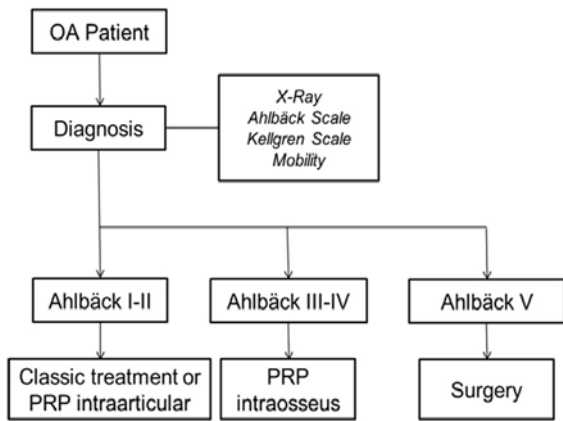 OA Patient
Diagnosis
X-Ray
Ahlbäck Scale
Kellgren Scale
Mobility
Ahlbäck I-II
Ahlbäck III-IV
Ahlbäck V
Classic treatment or
PRP intraarticular
PRP
intraosseus
Surgery